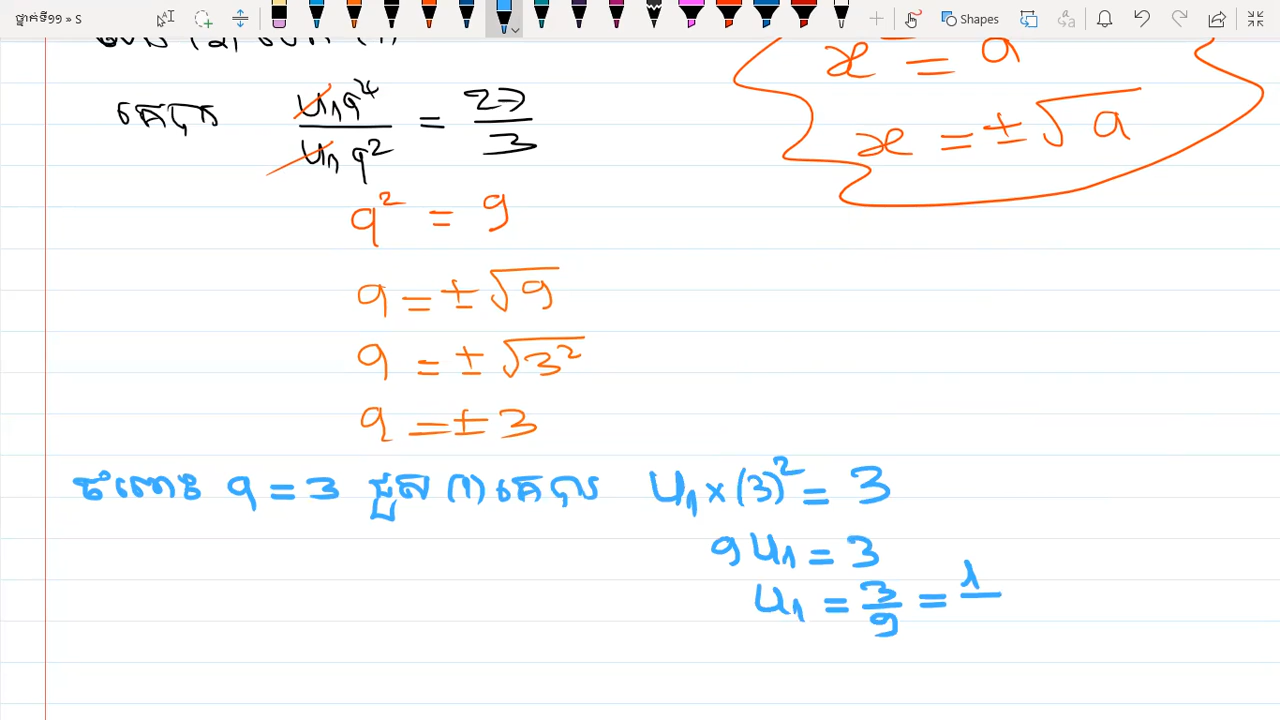 ថ្នាក់ទី១១ » S
Shapes
x = a
x = ±√a
គេបាន u₁q⁴/u₁q² = 27/3
q² = 9
q = ±√9
q = ±√3²
q = ±3
ចំពោះ q = 3 ជួស (1) គេបាន u₁ × (3)² = 3
9u₁ = 3
u₁ = 3/9 = 1/